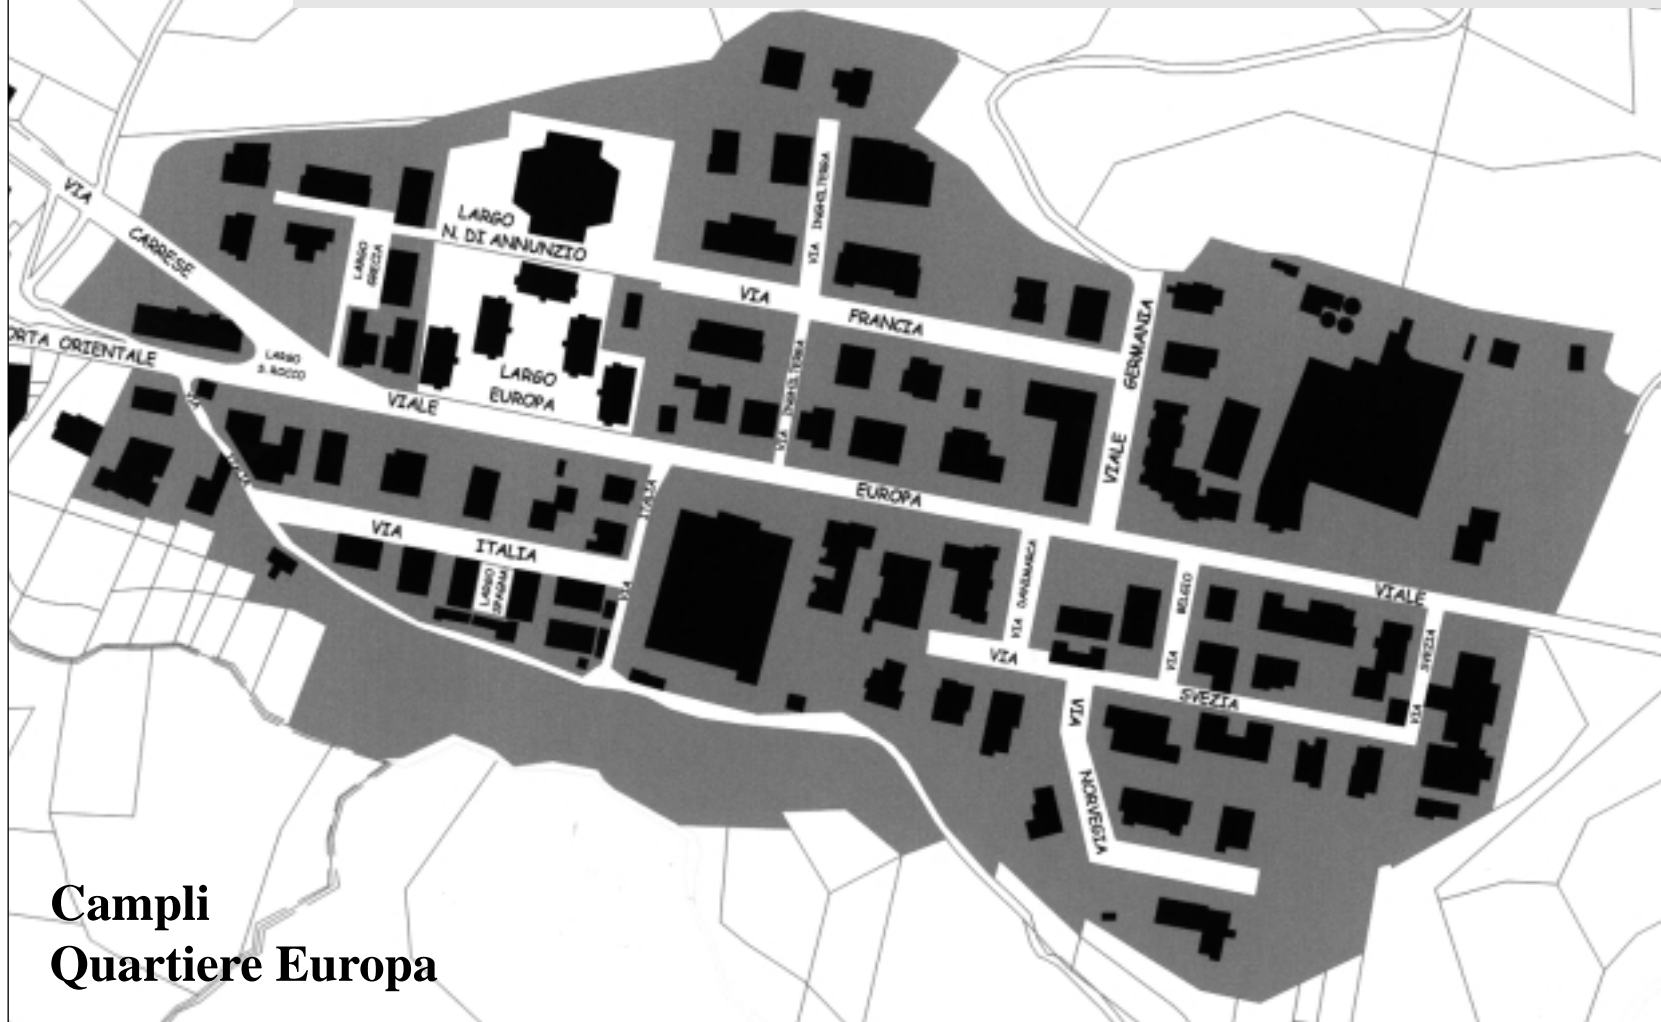 VIA
CARRESE
ORTA ORIENTALE
LARGO
S. ROCCO
LARGO
GRECIA
LARGO
N. DI ANNUNZIO
LARGO
EUROPA
VIA INGHILTERRA
VIA
FRANCIA
VIA INGHILTERRA
VIALE
GERMANIA
VIALE
EUROPA
VIALE
VIA
VIA
ITALIA
LARGO
SPAGNA
VIA
ITALIA
VIA DANIMARCA
VIA
BELGIO
VIA
SVEZIA
VIA
SVEZIA
VIA
NORVEGIA
Campli
Quartiere Europa